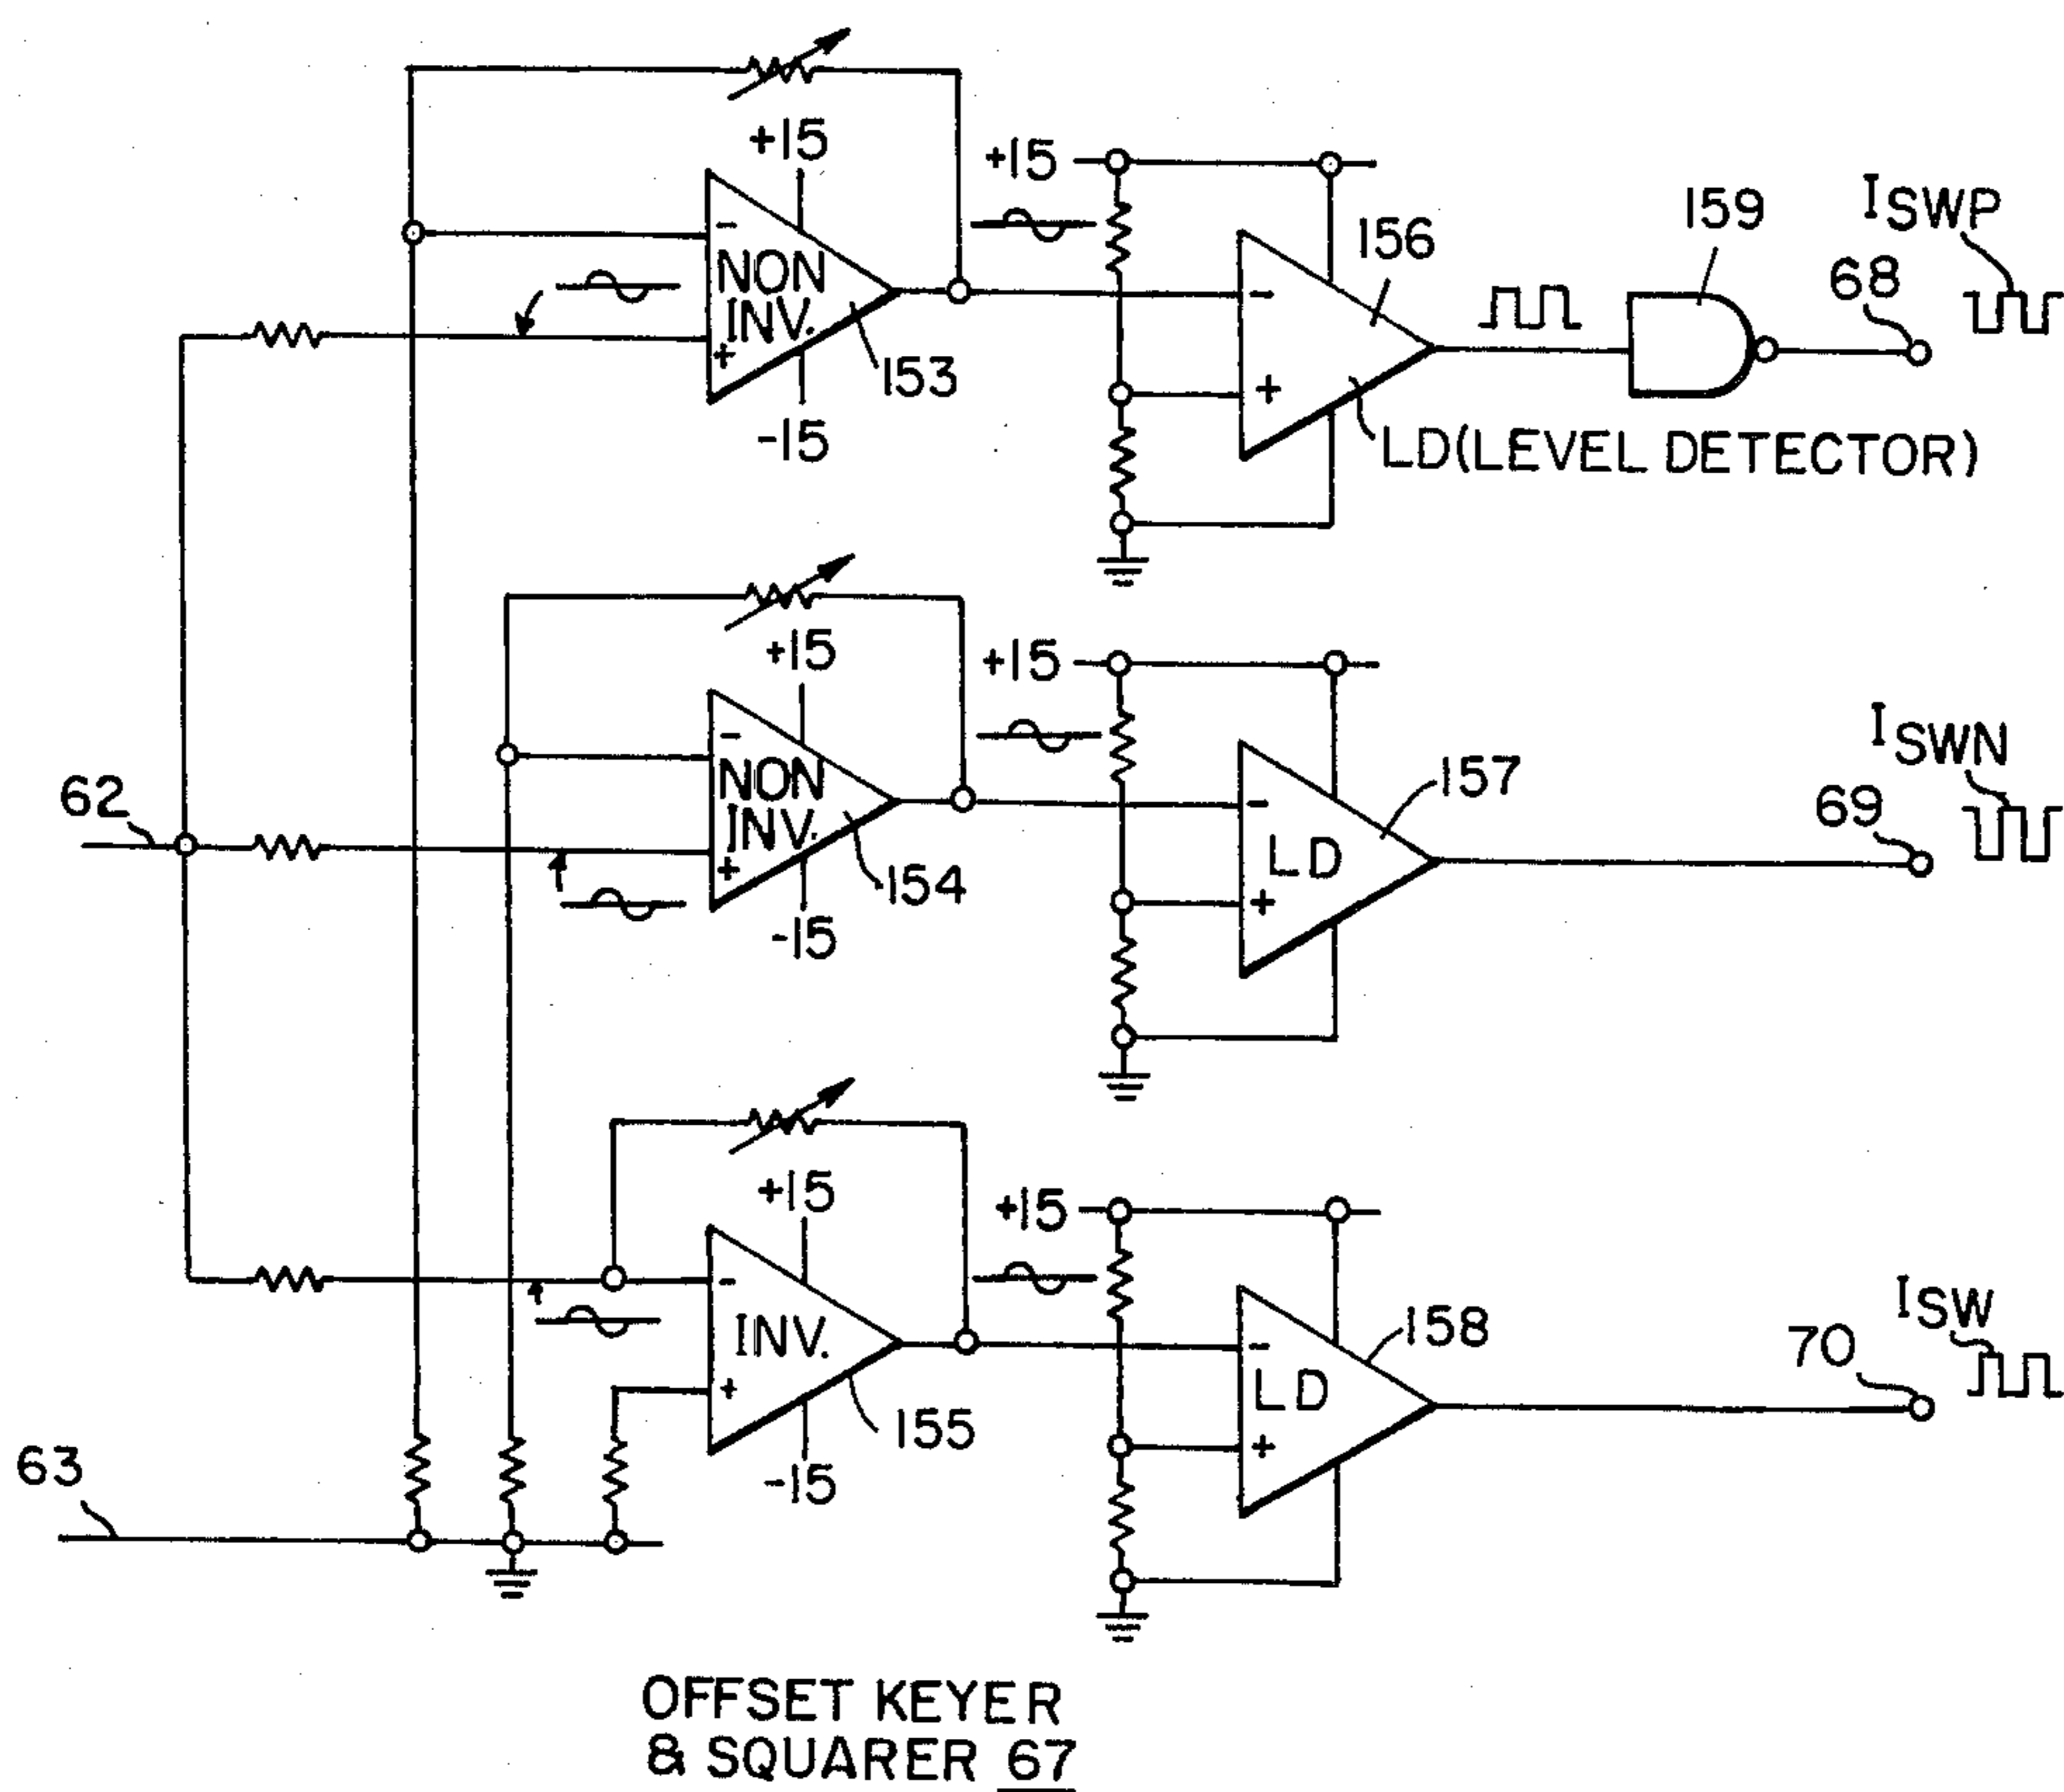 +15
+15
NON
INV.
-
+
153
-15
-
+
156
LD(LEVEL DETECTOR)
159
68
ISWP
+15
+15
62
-
NON
INV.
+
154
-15
-
LD
+
157
69
ISWN
+15
+15
-
INV.
+
155
-15
-
LD
+
158
70
ISW
63
OFFSET KEYER
& SQUARER 67